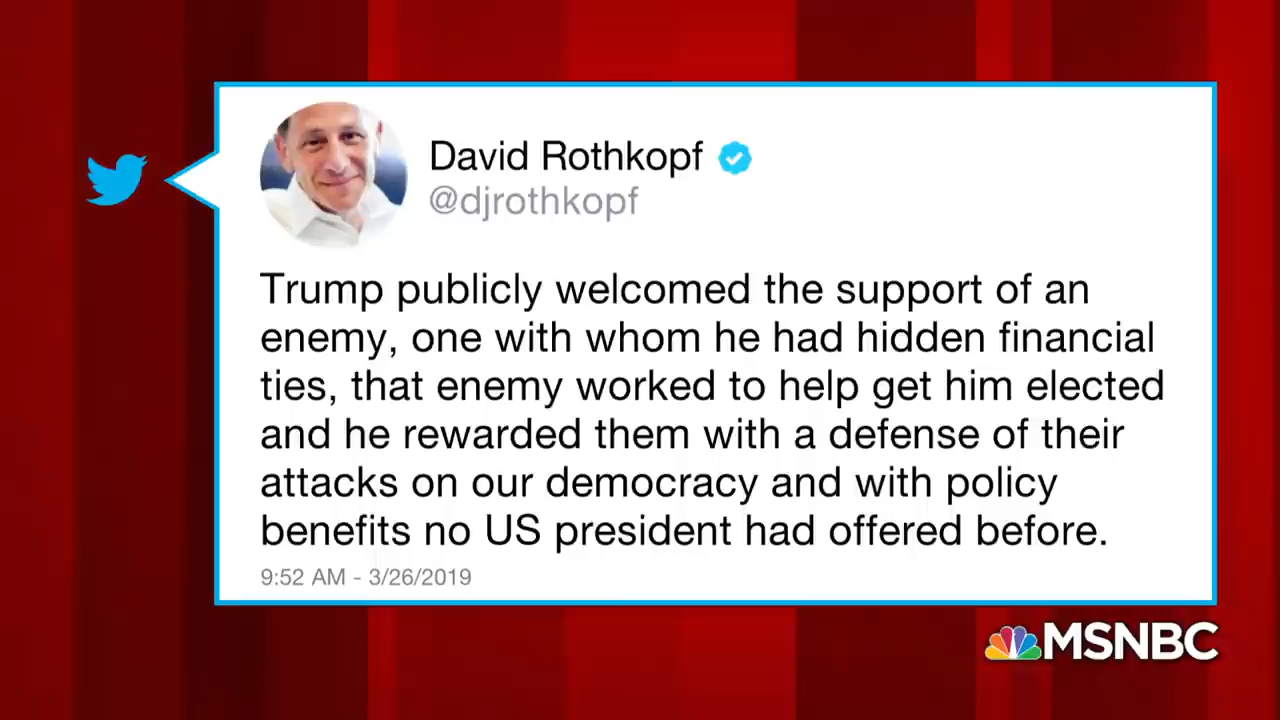 David Rothkopf
@djrothkopf
Trump publicly welcomed the support of an
enemy, one with whom he had hidden financial
ties, that enemy worked to help get him elected
and he rewarded them with a defense of their
attacks on our democracy and with policy
benefits no US president had offered before.
9:52 AM - 3/26/2019
MSNBC